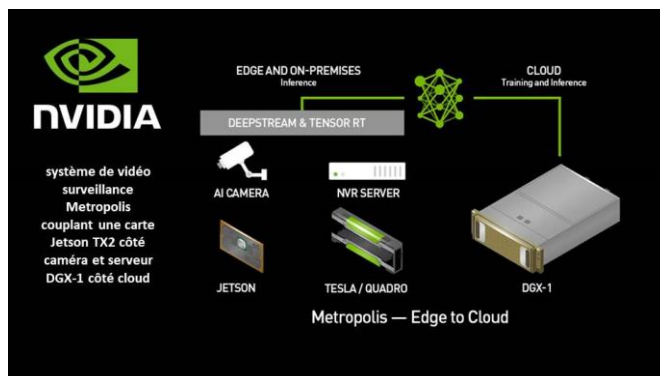 NVIDIA
système de vidéo
surveillance
Metropolis
couplant une carte
Jetson TX2 côté
caméra et serveur
DGX-1 côté cloud
EDGE AND ON-PREMISES
Inference
CLOUD
Training and Inference
DEEPSTREAM & TENSOR RT
AI CAMERA
NVR SERVER
JETSON
TESLA / QUADRO
DGX-1
Metropolis — Edge to Cloud